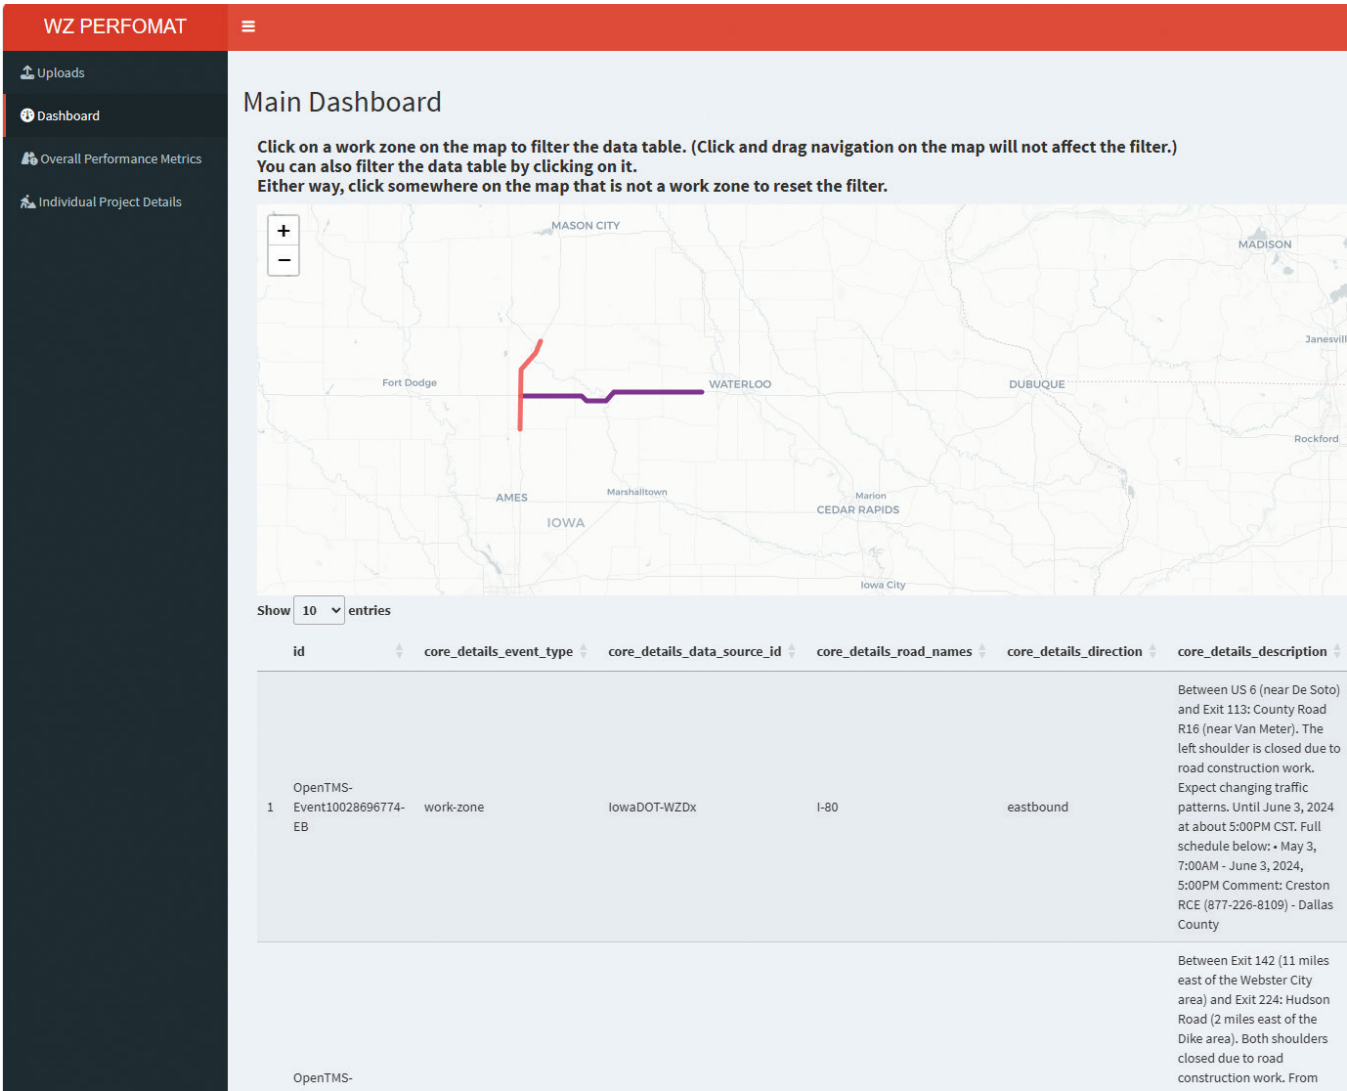 WZ PERFOMAT
Uploads
Dashboard
Overall Performance Metrics
Individual Project Details
Main Dashboard
Click on a work zone on the map to filter the data table. (Click and drag navigation on the map will not affect the filter.)
You can also filter the data table by clicking on it.
Either way, click somewhere on the map that is not a work zone to reset the filter.
+
−
MASON CITY
MADISON
Janesvill
Fort Dodge
WATERLOO
DUBUQUE
Rockford
AMES
Marshalltown
Marion
CEDAR RAPIDS
IOWA
Iowa City
Show 10 entries
id core_details_event_type core_details_data_source_id core_details_road_names core_details_direction core_details_description
1 OpenTMS-
Event10028696774-
EB
work-zone
IowaDOT-WZDx
I-80
eastbound
Between US 6 (near De Soto)
and Exit 113: County Road
R16 (near Van Meter). The
left shoulder is closed due to
road construction work.
Expect changing traffic
patterns. Until June 3, 2024
at about 5:00PM CST. Full
schedule below: • May 3,
7:00AM - June 3, 2024,
5:00PM Comment: Creston
RCE (877-226-8109) - Dallas
County
OpenTMS-
Between Exit 142 (11 miles
east of the Webster City
area) and Exit 224: Hudson
Road (2 miles east of the
Dike area). Both shoulders
closed due to road
construction work. From